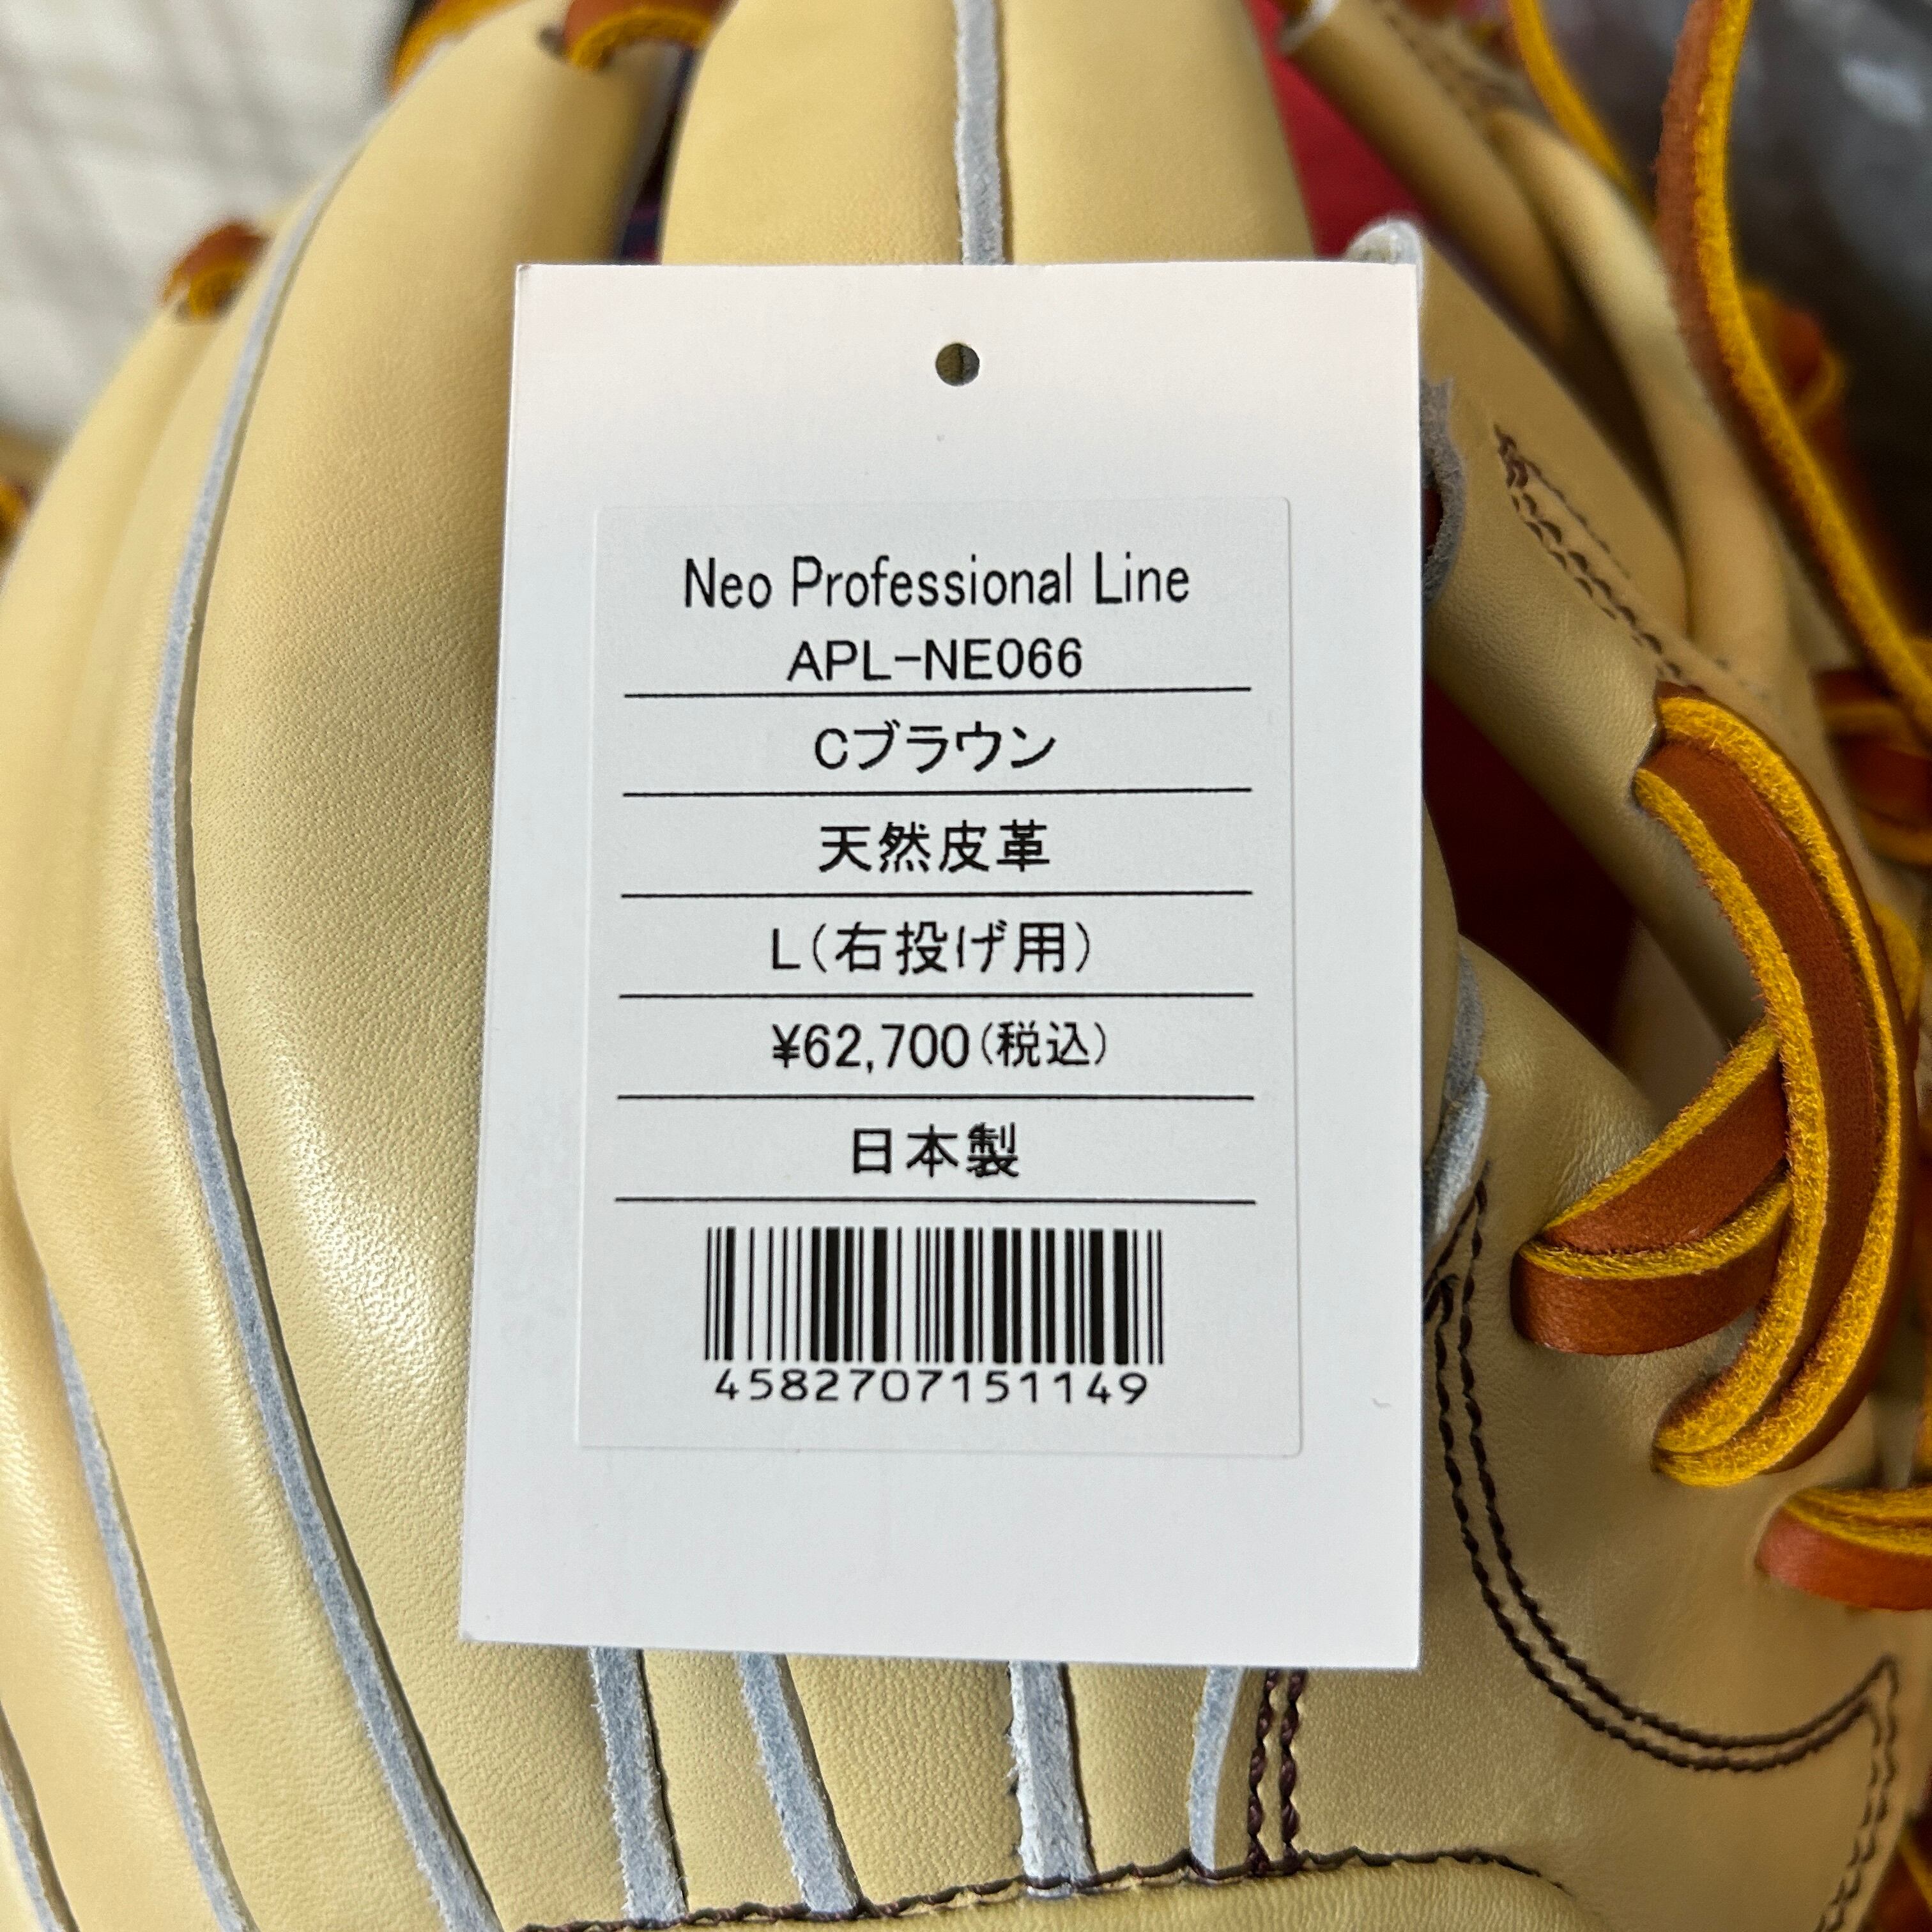 Neo Professional Line
APL-NE066
Cブラウン
天然皮革
L(右投げ用)
¥62,700(税込)
日本製
4582707151149